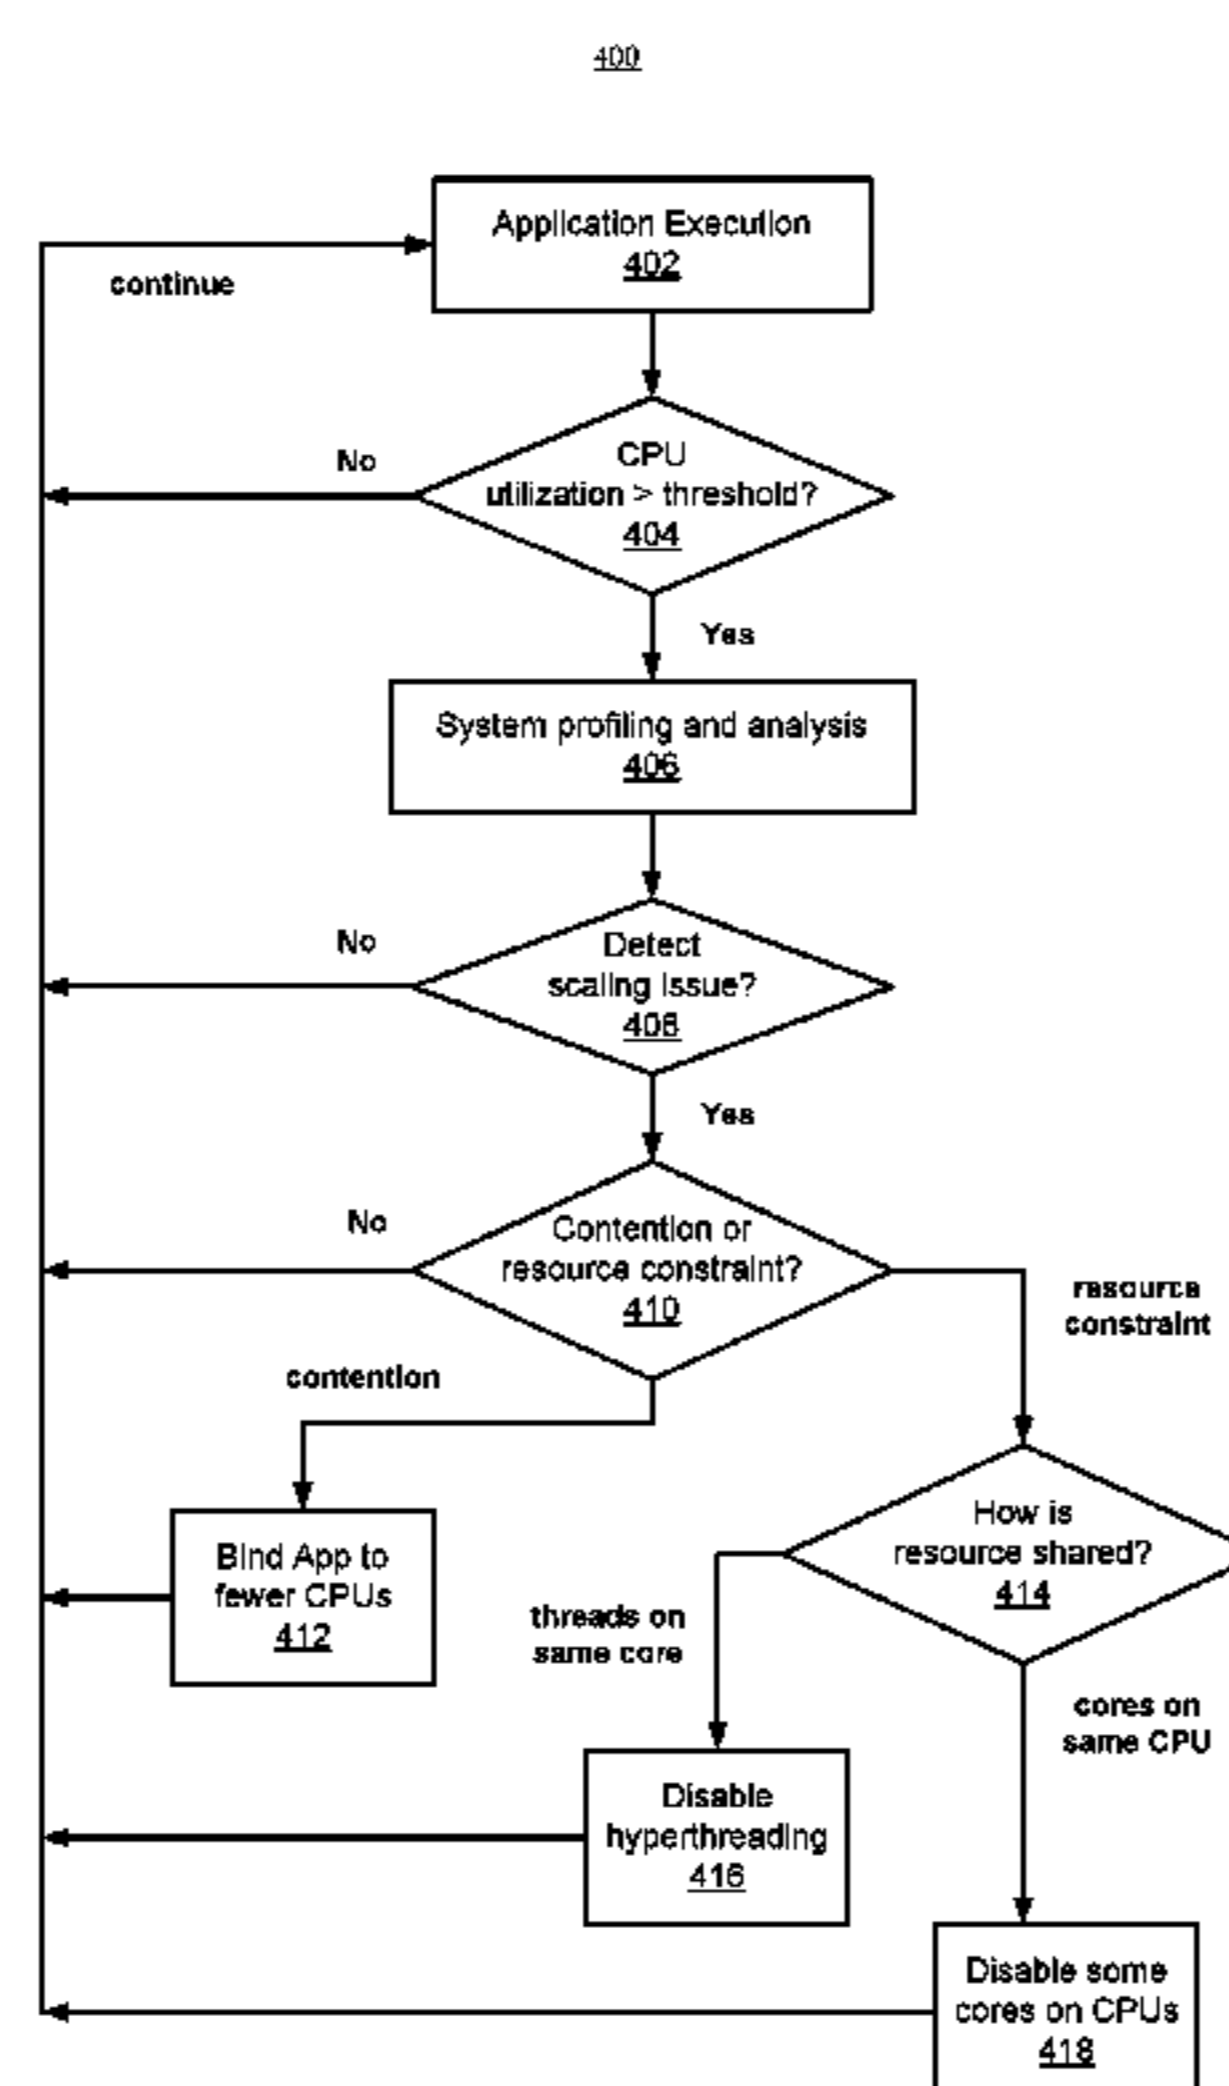 400
Application Execution
402
continue
No
CPU
utilization > threshold?
404
Yes
System profiling and analysis
406
No
Detect
scaling issue?
408
Yes
No
Contention or
resource constraint?
410
resource
constraint
contention
Bind App to
fewer CPUs
412
How is
resource shared?
414
threads on
same core
cores on
same CPU
Disable
hyperthreading
416
Disable some
cores on CPUs
418